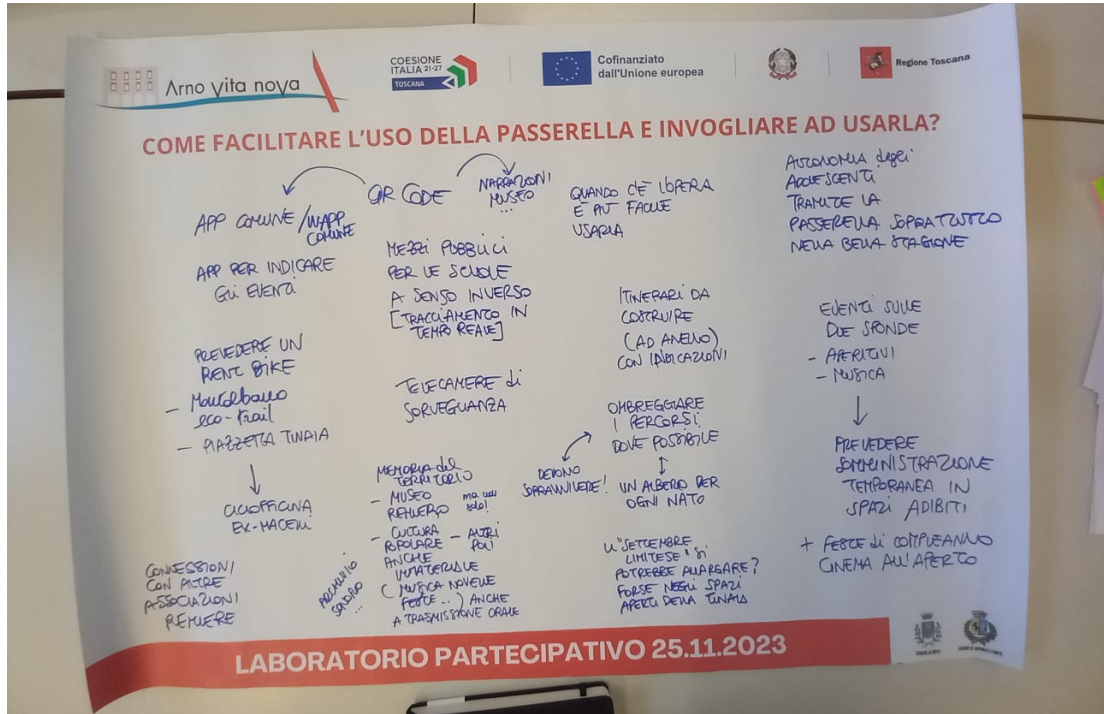 Arno vita nova
COESIONE
ITALIA 21-27
TOSCANA
Cofinanziato
dall'Unione europea
Regione Toscana
COME FACILITARE L'USO DELLA PASSERELLA E INVOGLIARE AD USARLA?
QR CODE
NARRAZIONI
MUSEO
...
APP COMUNE / WAPP
COMUNE
APP PER INDICARE
GLI EVENTI
PREVEDERE UN
RENT BIKE
- Montalbano
eco-trail
- PIAZZETTA TINAIA
CICLOFFICINA
EX-MACELLI
CONNESSIONI
CON ALTRE
ASSOCIAZIONI
REMIERE
MEZZI PUBBLICI
PER LE SCUOLE
A SENSO INVERSO
[TRACCIAMENTO IN
TEMPO REALE]
TELECAMERE di
SORVEGLIANZA
MEMORIA del
TERRITORIO
- MUSEO
REMIERO ma non
solo!
- CULTURA
POPOLARE - ALTRI
POLI
ANCHE
IMMATERIALE
(MUSICA NOVELLE
FESTE...) ANCHE
A TRASMISSIONE ORALE
ARCHIVIO
SONORO
...
QUANDO C'È L'OPERA
È PIÙ FACILE
USARLA
ITINERARI DA
COSTRUIRE
(AD ANELLO)
CON INDICAZIONI
OMBREGGIARE
I PERCORSI
DOVE POSSIBILE
DEVONO
SOPRAVVIVERE!
UN ALBERO PER
OGNI NATO
IL "SETTEMBRE
LIMITESE" SI
POTREBBE ALLARGARE?
FORSE NEGLI SPAZI
APERTI DELLA TINAIA
AUTONOMIA degli
ADOLESCENTI
TRAMITE LA
PASSERELLA SOPRATUTTO
NELLA BELLA STAGIONE
EVENTI SULLE
DUE SPONDE
- APERITIVI
- MUSICA
PREVEDERE
SOMMINISTRAZIONE
TEMPORANEA IN
SPAZI ADIBITI
+ FESTE di COMPLEANNO
CINEMA ALL'APERTO
LABORATORIO PARTECIPATIVO 25.11.2023